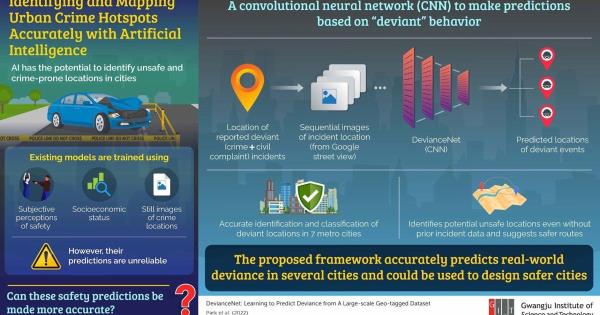 Identifying and Mapping
Urban Crime Hotspots
Accurately with Artificial
Intelligence
AI has the potential to identify unsafe and
crime-prone locations in cities
POLICE LINE DO NOT CROSS POLICE LINE DO NOT CROSS
Existing models are trained using
Subjective
perceptions
of safety
Socioeconomic
status
Still images
of crime
locations
However, their
predictions are unreliable
Can these safety predictions be
made more accurate?
?
A convolutional neural network (CNN) to make predictions
based on “deviant” behavior
Location of
reported deviant
(crime + civil
complaint) incidents
Sequential images
of incident location
(from Google
street view)
DevianceNet
(CNN)
Predicted locations
of deviant events
Accurate identification and classification of
deviant locations in 7 metro cities
Identifies potential unsafe locations even without
prior incident data and suggests safer routes
The proposed framework accurately predicts real-world
deviance in several cities and could be used to design safer cities
DevianceNet: Learning to Predict Deviance from A Large-scale Geo-tagged Dataset
Park et al. (2022)
Gwangju Institute of
Science and Technology